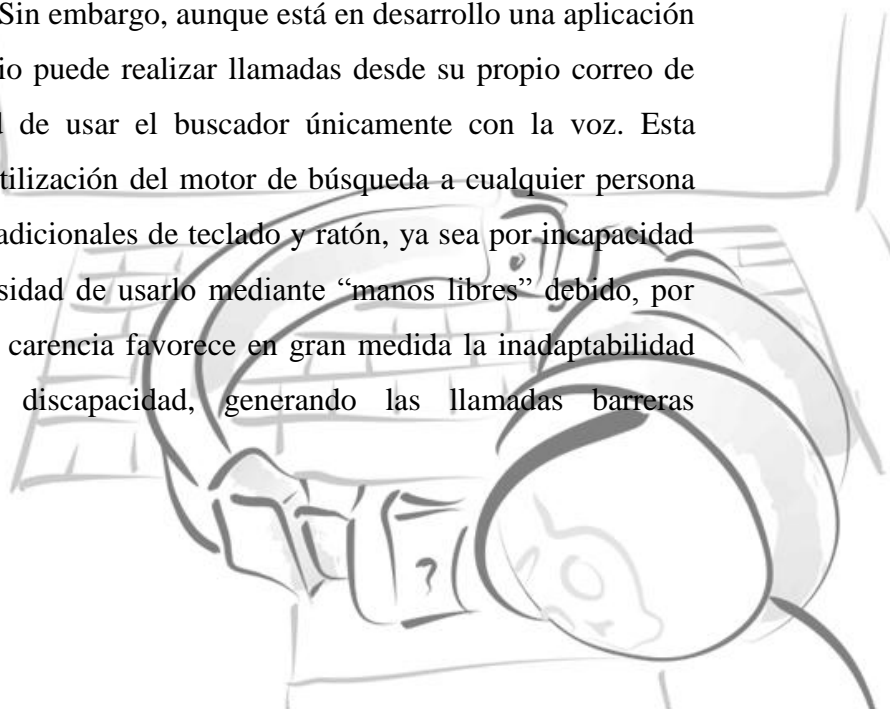 Sin embargo, aunque está en desarrollo una aplicación
io puede realizar llamadas desde su propio correo de
de usar el buscador únicamente con la voz. Esta
tilización del motor de búsqueda a cualquier persona
adicionales de teclado y ratón, ya sea por incapacidad
sidad de usarlo mediante “manos libres” debido, por
carencia favorece en gran medida la inadaptabilidad
discapacidad, generando las llamadas barreras
?